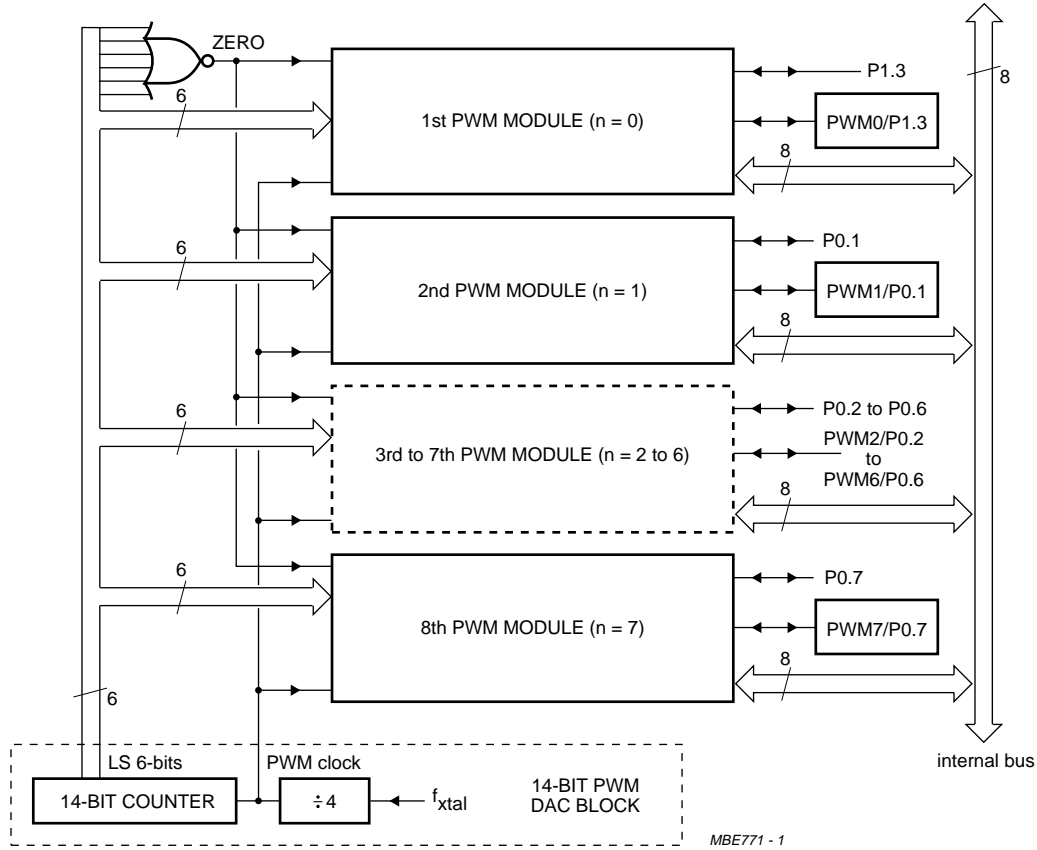 ZERO
6
1st PWM MODULE (n = 0)
P1.3
PWM0/P1.3
8
8
6
2nd PWM MODULE (n = 1)
P0.1
PWM1/P0.1
8
6
3rd to 7th PWM MODULE (n = 2 to 6)
P0.2 to P0.6
PWM2/P0.2
to
PWM6/P0.6
8
6
8th PWM MODULE (n = 7)
P0.7
PWM7/P0.7
8
6
internal bus
LS 6-bits
PWM clock
14-BIT COUNTER
÷4
fxtal
14-BIT PWM
DAC BLOCK
MBE771 - 1